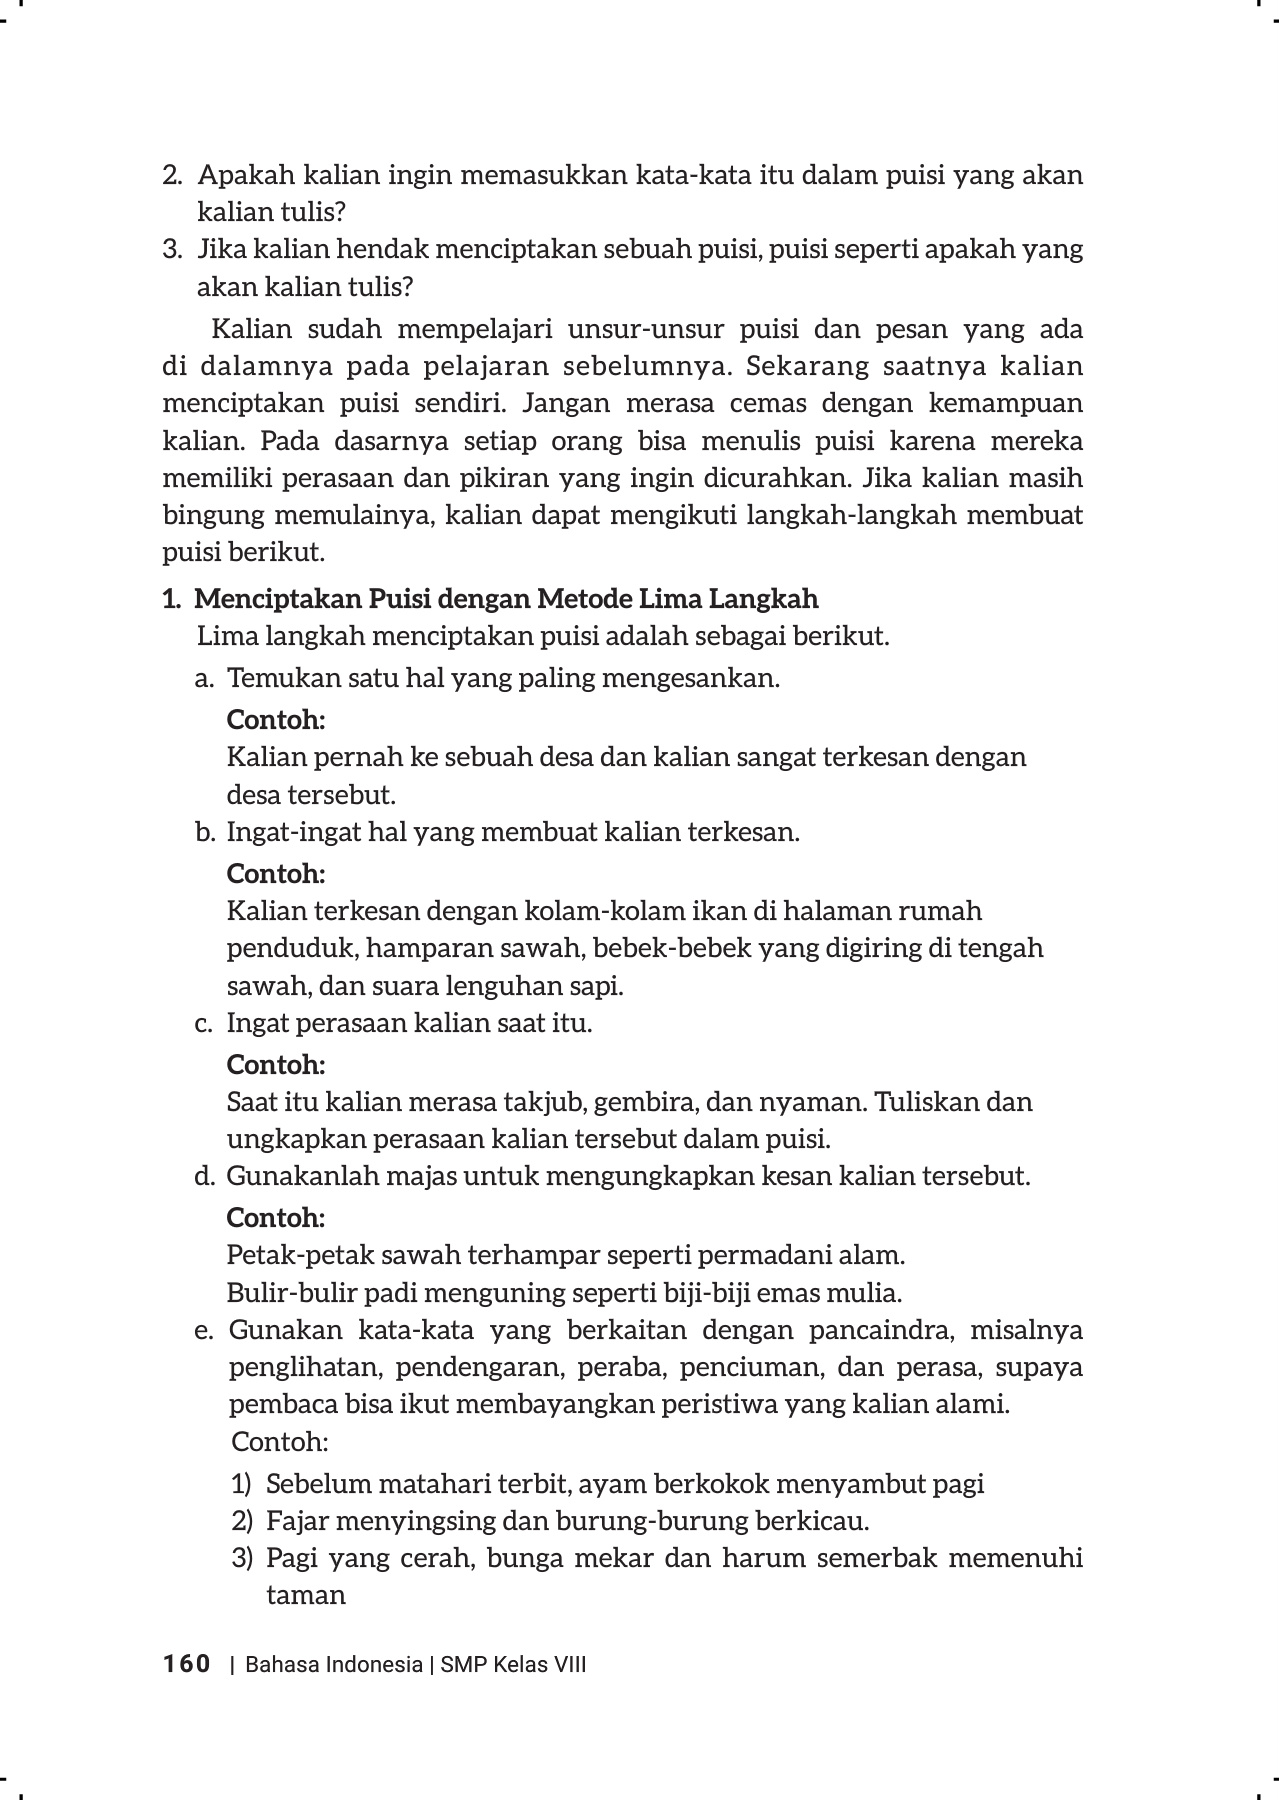 2. Apakah kalian ingin memasukkan kata-kata itu dalam puisi yang akan
kalian tulis?
3. Jika kalian hendak menciptakan sebuah puisi, puisi seperti apakah yang
akan kalian tulis?
Kalian sudah mempelajari unsur-unsur puisi dan pesan yang ada
di dalamnya pada pelajaran sebelumnya. Sekarang saatnya kalian
menciptakan puisi sendiri. Jangan merasa cemas dengan kemampuan
kalian. Pada dasarnya setiap orang bisa menulis puisi karena mereka
memiliki perasaan dan pikiran yang ingin dicurahkan. Jika kalian masih
bingung memulainya, kalian dapat mengikuti langkah-langkah membuat
puisi berikut.
1. Menciptakan Puisi dengan Metode Lima Langkah
Lima langkah menciptakan puisi adalah sebagai berikut.
a. Temukan satu hal yang paling mengesankan.
Contoh:
Kalian pernah ke sebuah desa dan kalian sangat terkesan dengan
desa tersebut.
b. Ingat-ingat hal yang membuat kalian terkesan.
Contoh:
Kalian terkesan dengan kolam-kolam ikan di halaman rumah
penduduk, hamparan sawah, bebek-bebek yang digiring di tengah
sawah, dan suara lenguhan sapi.
c. Ingat perasaan kalian saat itu.
Contoh:
Saat itu kalian merasa takjub, gembira, dan nyaman. Tuliskan dan
ungkapkan perasaan kalian tersebut dalam puisi.
d. Gunakanlah majas untuk mengungkapkan kesan kalian tersebut.
Contoh:
Petak-petak sawah terhampar seperti permadani alam.
Bulir-bulir padi menguning seperti biji-biji emas mulia.
e. Gunakan kata-kata yang berkaitan dengan pancaindra, misalnya
penglihatan, pendengaran, peraba, penciuman, dan perasa, supaya
pembaca bisa ikut membayangkan peristiwa yang kalian alami.
Contoh:
1) Sebelum matahari terbit, ayam berkokok menyambut pagi
2) Fajar menyingsing dan burung-burung berkicau.
3) Pagi yang cerah, bunga mekar dan harum semerbak memenuhi
taman
160 | Bahasa Indonesia | SMP Kelas VIII